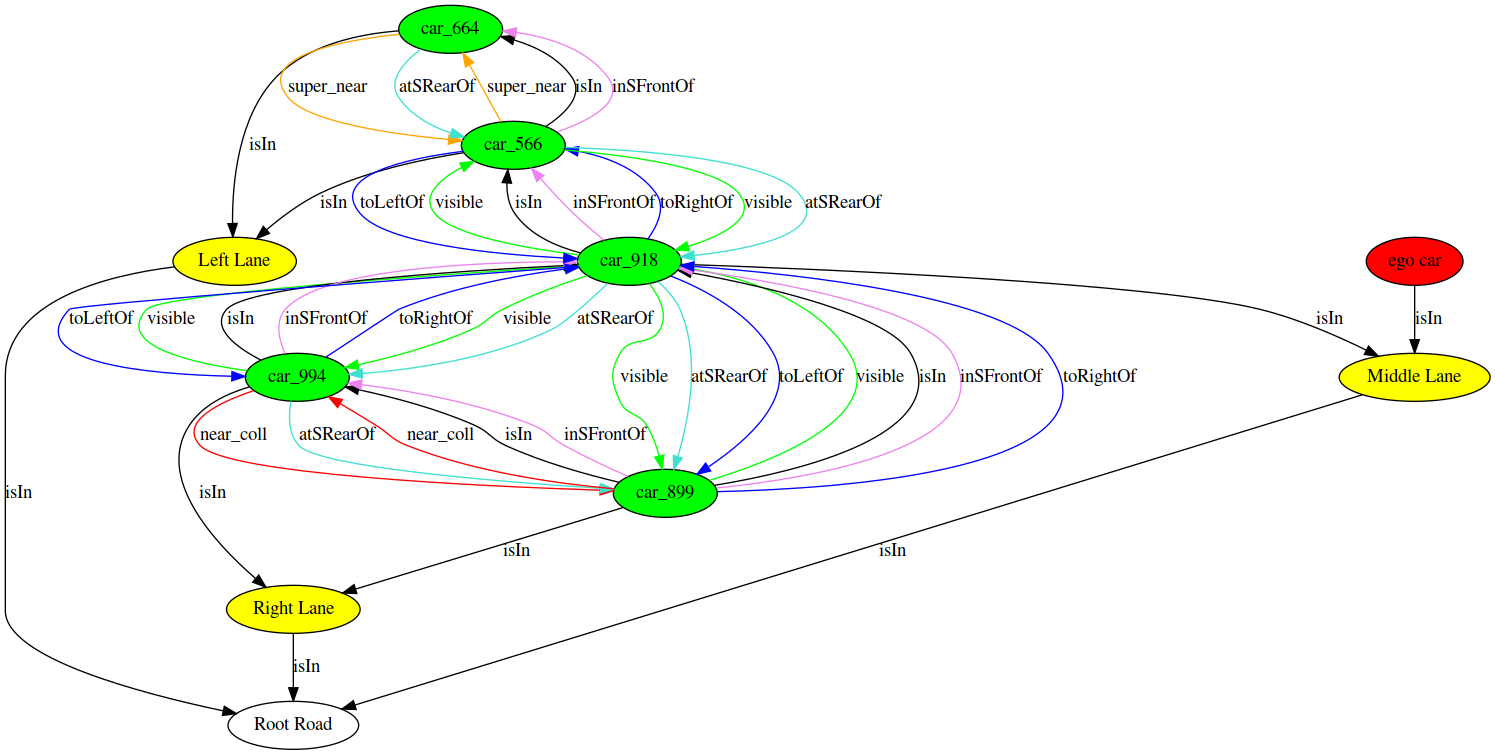 car_664
super_near
atSRearOf
super_near
isIn
inSFrontOf
isIn
car_566
isIn
toLeftOf
visible
isIn
inSFrontOf
toRightOf
visible
atSRearOf
Left Lane
car_918
ego car
toLeftOf
visible
isIn
inSFrontOf
toRightOf
visible
atSRearOf
isIn
isIn
car_994
visible
atSRearOf
toLeftOf
visible
isIn
inSFrontOf
toRightOf
Middle Lane
near_coll
atSRearOf
near_coll
isIn
inSFrontOf
isIn
isIn
car_899
isIn
isIn
Right Lane
isIn
Root Road